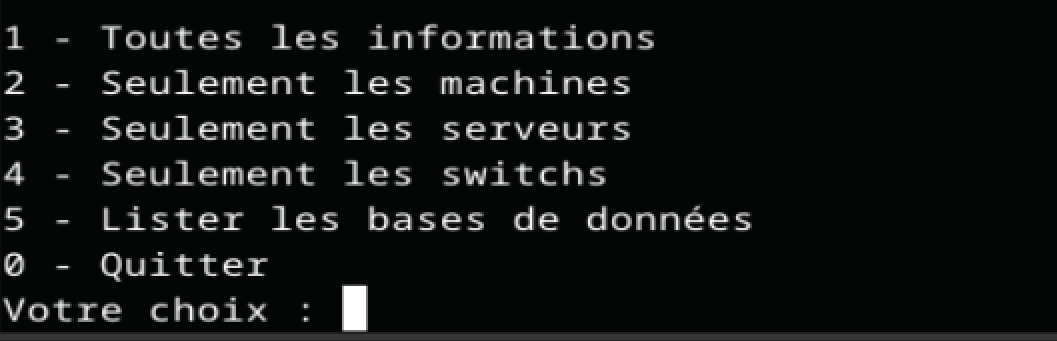 1 - Toutes les informations
2 - Seulement les machines
3 - Seulement les serveurs
4 - Seulement les switchs
5 - Lister les bases de données
0 - Quitter
Votre choix :